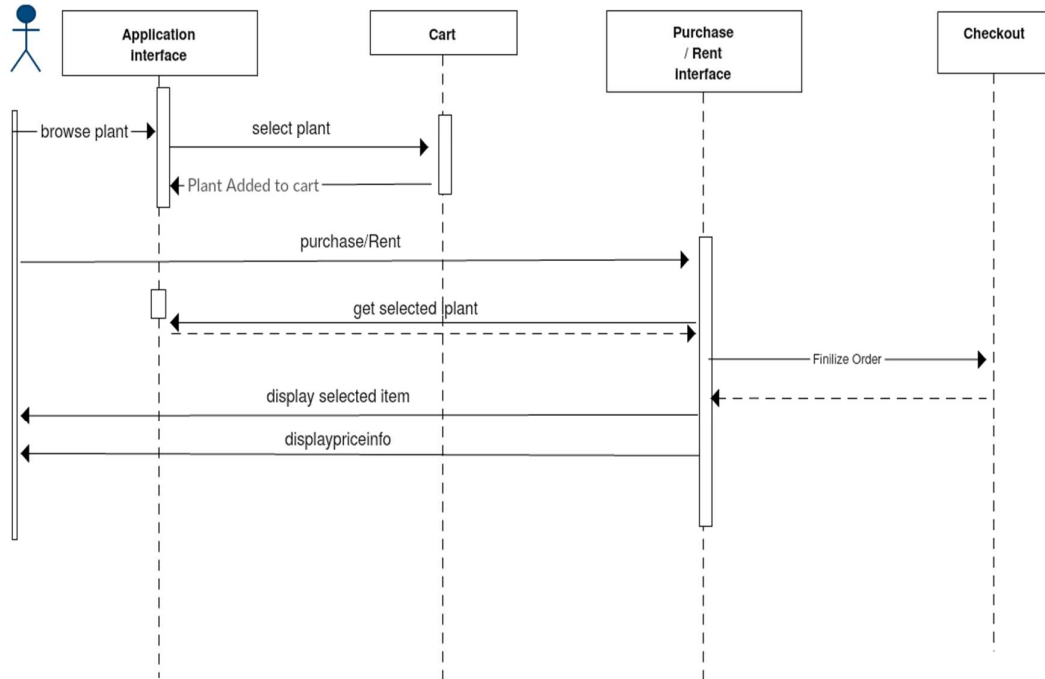 Application
Interface
Cart
Purchase
/ Rent
Interface
Checkout
browse plant
select plant
Plant Added to cart
purchase/Rent
get selected plant
Finilize Order
display selected item
displaypriceinfo